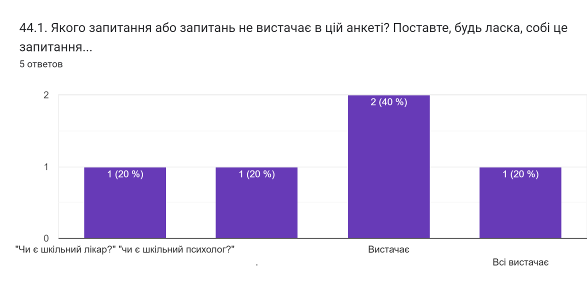 44.1. Якого запитання або запитань не вистачає в цій анкеті? Поставте, будь ласка, собі це
запитання...
5 ответов
2
2 (40 %)
1
1 (20 %)
1 (20 %)
1 (20 %)
0
"Чи є шкільний лікар?" "чи є шкільний психолог?"
Вистачає
.
Всі вистачає